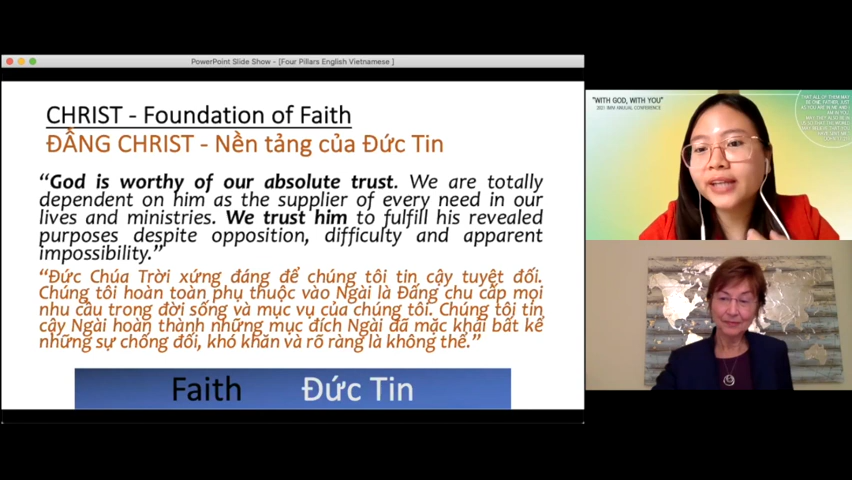 PowerPoint Slide Show - [Four Pillars English Vietnamese ]
CHRIST - Foundation of Faith
ĐẤNG CHRIST - Nền tảng của Đức Tin
“God is worthy of our absolute trust. We are totally
dependent on him as the supplier of every need in our
lives and ministries. We trust him to fulfill his revealed
purposes despite opposition, difficulty and apparent
impossibility.”
“Đức Chúa Trời xứng đáng để chúng tôi tin cậy tuyệt đối.
Chúng tôi hoàn toàn phụ thuộc vào Ngài là Đấng chu cấp mọi
nhu cầu trong đời sống và mục vụ của chúng tôi. Chúng tôi tin
cậy Ngài hoàn thành những mục đích Ngài đã mặc khải bất kể
những sự chống đối, khó khăn và rõ ràng là không thể.”
Faith Đức Tin
"WITH GOD, WITH YOU"
ANNUAL CONFERENCE